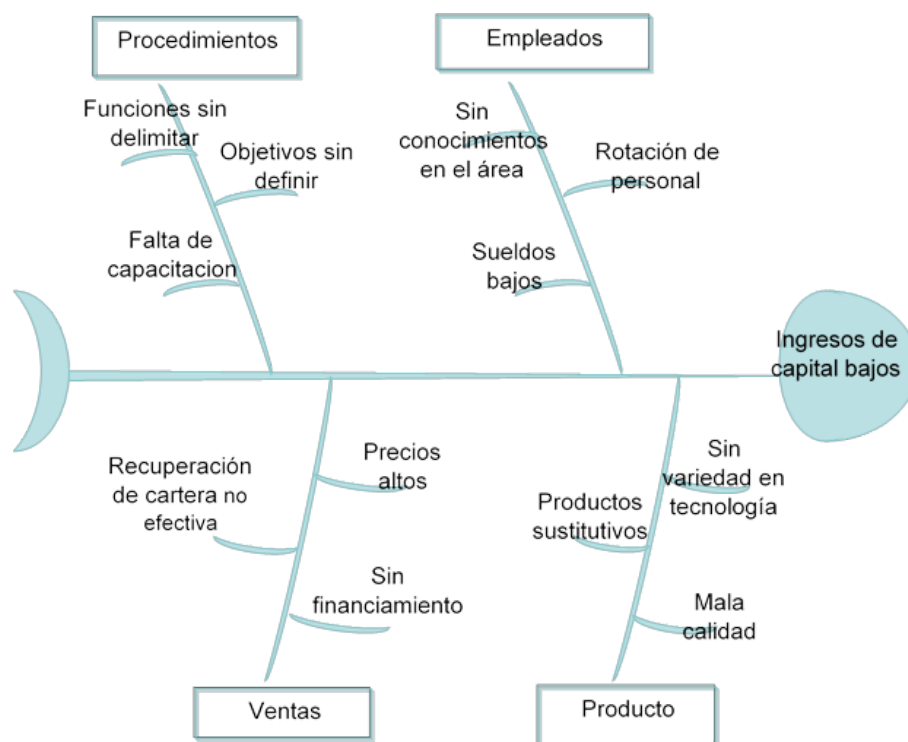 Procedimientos
Empleados
Funciones sin
delimitar
Objetivos sin
definir
Falta de
capacitacion
Sin
conocimientos
en el área
Rotación de
personal
Sueldos
bajos
Ingresos de
capital bajos
Recuperación
de cartera no
efectiva
Precios
altos
Sin
financiamiento
Productos
sustitutivos
Sin
variedad en
tecnología
Mala
calidad
Ventas
Producto